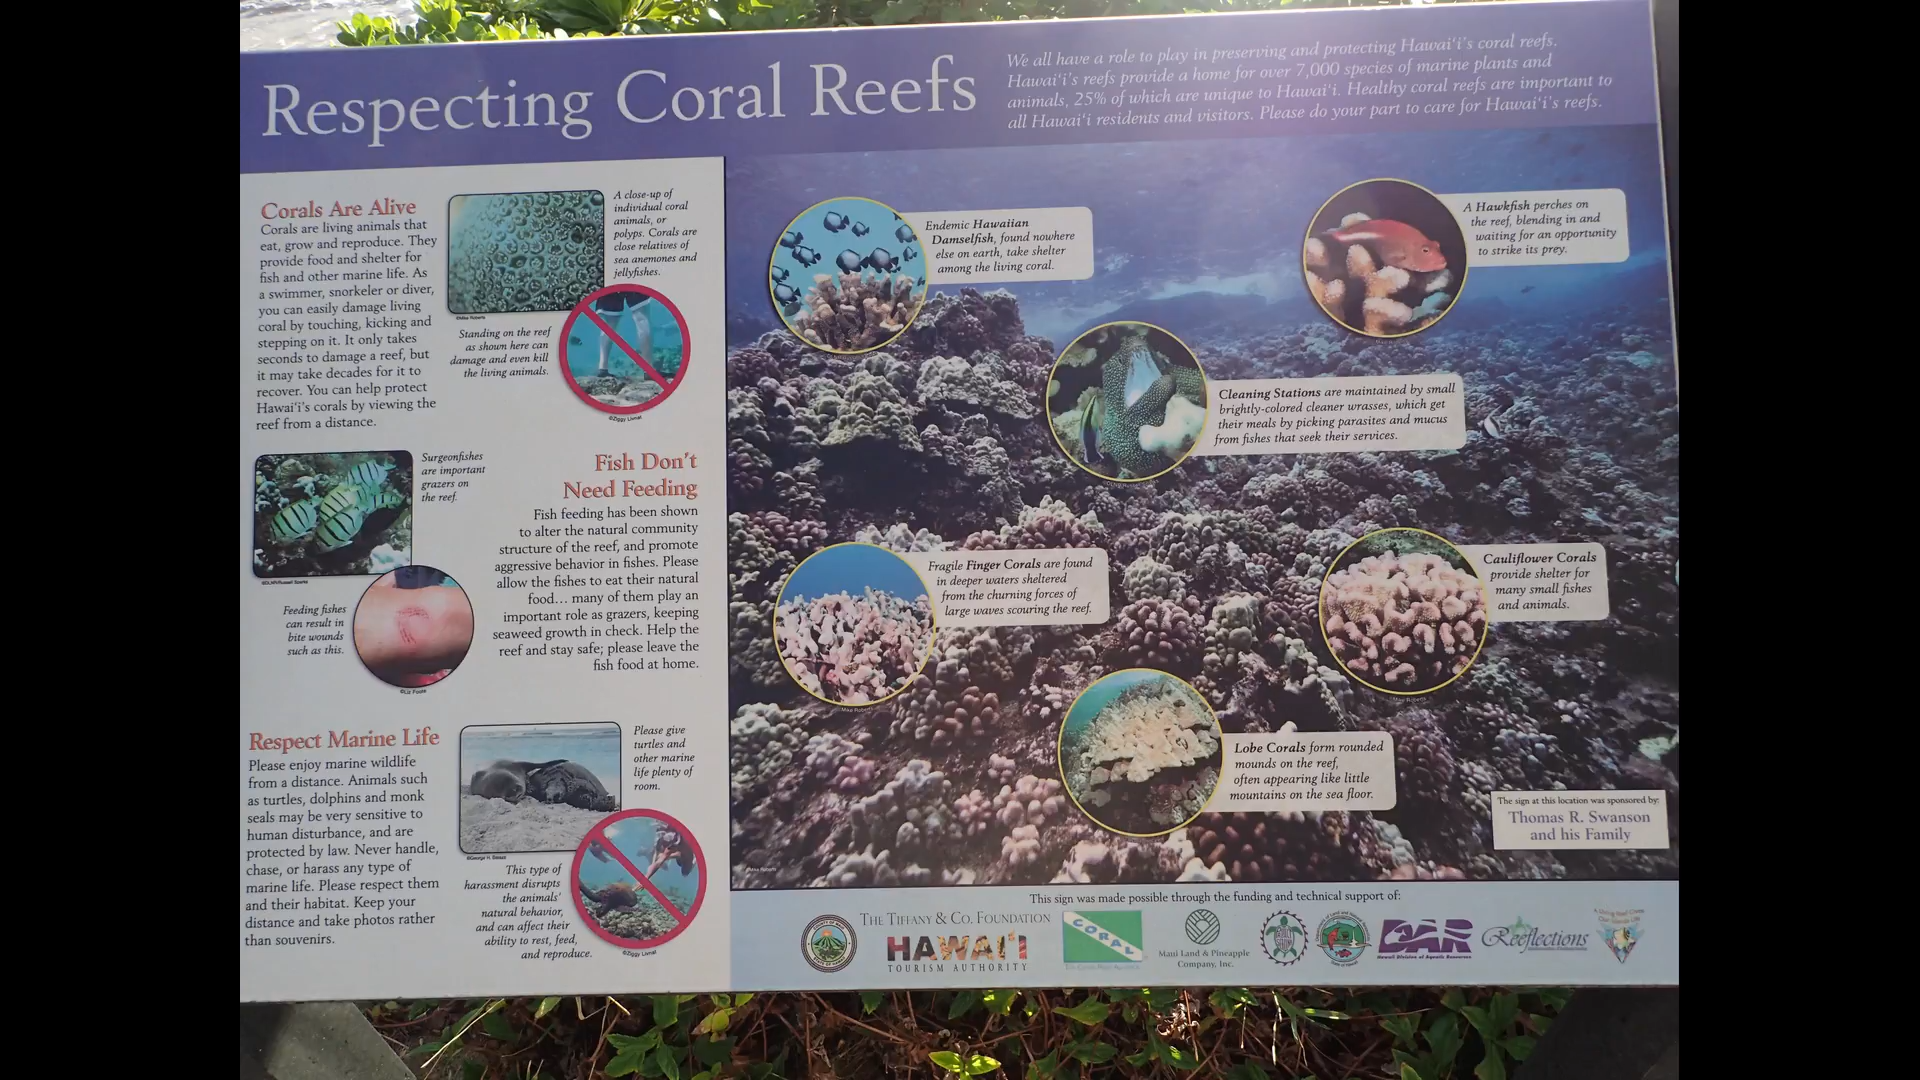 Respecting Coral Reefs
We all have a role to play in preserving and protecting Hawai‘i’s coral reefs.
Hawai‘i’s reefs provide a home for over 7,000 species of marine plants and
animals, 25% of which are unique to Hawai‘i. Healthy coral reefs are important to
all Hawai‘i residents and visitors. Please do your part to care for Hawai‘i’s reefs.
Corals Are Alive
Corals are living animals that
eat, grow and reproduce. They
provide food and shelter for
fish and other marine life. As
a swimmer, snorkeler or diver,
you can easily damage living
coral by touching, kicking and
stepping on it. It only takes
seconds to damage a reef, but
it may take decades for it to
recover. You can help protect
Hawai‘i’s corals by viewing the
reef from a distance.
A close-up of
individual coral
animals, or
polyps. Corals are
close relatives of
sea anemones and
jellyfishes.
©Mike Roberts
Standing on the reef
as shown here can
damage and even kill
the living animals.
©Ziggy Livnat
Surgeonfishes
are important
grazers on
the reef.
©DLNR/Russell Sparks
Feeding fishes
can result in
bite wounds
such as this.
©Liz Foote
Fish Don’t
Need Feeding
Fish feeding has been shown
to alter the natural community
structure of the reef, and promote
aggressive behavior in fishes. Please
allow the fishes to eat their natural
food… many of them play an
important role as grazers, keeping
seaweed growth in check. Help the
reef and stay safe; please leave the
fish food at home.
Respect Marine Life
Please enjoy marine wildlife
from a distance. Animals such
as turtles, dolphins and monk
seals may be very sensitive to
human disturbance, and are
protected by law. Never handle,
chase, or harass any type of
marine life. Please respect them
and their habitat. Keep your
distance and take photos rather
than souvenirs.
Please give
turtles and
other marine
life plenty of
room.
©George H. Balazs
This type of
harassment disrupts
the animals’
natural behavior,
and can affect their
ability to rest, feed,
and reproduce.
©Ziggy Livnat
Endemic Hawaiian
Damselfish, found nowhere
else on earth, take shelter
among the living coral.
A Hawkfish perches on
the reef, blending in and
waiting for an opportunity
to strike its prey.
Cleaning Stations are maintained by small
brightly-colored cleaner wrasses, which get
their meals by picking parasites and mucus
from fishes that seek their services.
Fragile Finger Corals are found
in deeper waters sheltered
from the churning forces of
large waves scouring the reef.
Mike Roberts
Cauliflower Corals
provide shelter for
many small fishes
and animals.
Mike Roberts
Lobe Corals form rounded
mounds on the reef,
often appearing like little
mountains on the sea floor.
©Mike Roberts
The sign at this location was sponsored by:
Thomas R. Swanson
and his Family
This sign was made possible through the funding and technical support of:
THE TIFFANY & CO. FOUNDATION
HAWAI‘I
TOURISM AUTHORITY
CORAL
THE CORAL REEF ALLIANCE
Maui Land & Pineapple
Company, Inc.
DAR
Hawaii Division of Aquatic Resources
Reeflections